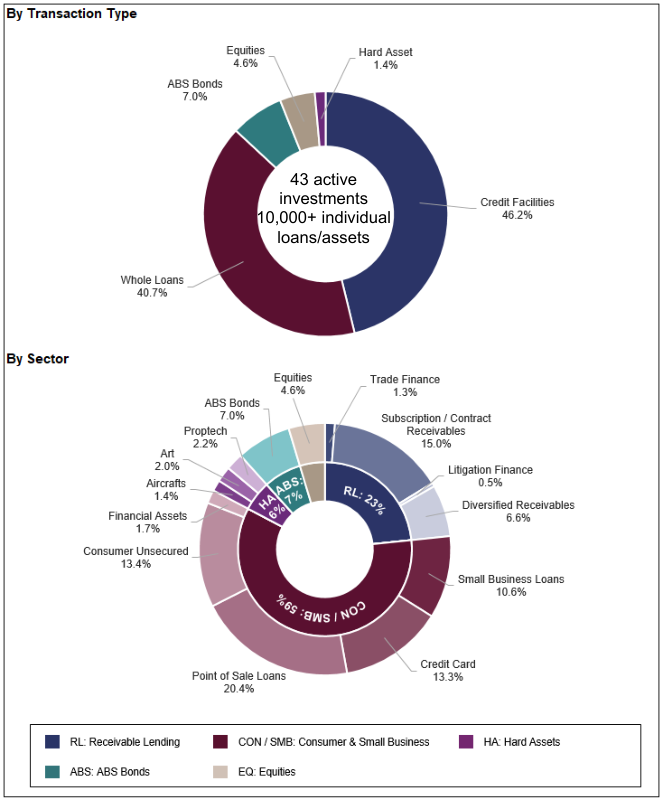 By Transaction Type
Equities
4.6%
Hard Asset
1.4%
ABS Bonds
7.0%
43 active
investments
10,000+ individual
loans/assets
Credit Facilities
46.2%
Whole Loans
40.7%
By Sector
Equities
4.6%
Trade Finance
1.3%
ABS Bonds
7.0%
Subscription / Contract
Receivables
15.0%
Proptech
2.2%
Art
2.0%
Litigation Finance
0.5%
Aircrafts
1.4%
HA:
6%
ABS:
7%
RL: 23%
Diversified Receivables
6.6%
Financial Assets
1.7%
Consumer Unsecured
13.4%
Small Business Loans
10.6%
CON / SMB: 59%
Credit Card
13.3%
Point of Sale Loans
20.4%
RL: Receivable Lending
CON / SMB: Consumer & Small Business
HA: Hard Assets
ABS: ABS Bonds
EQ: Equities